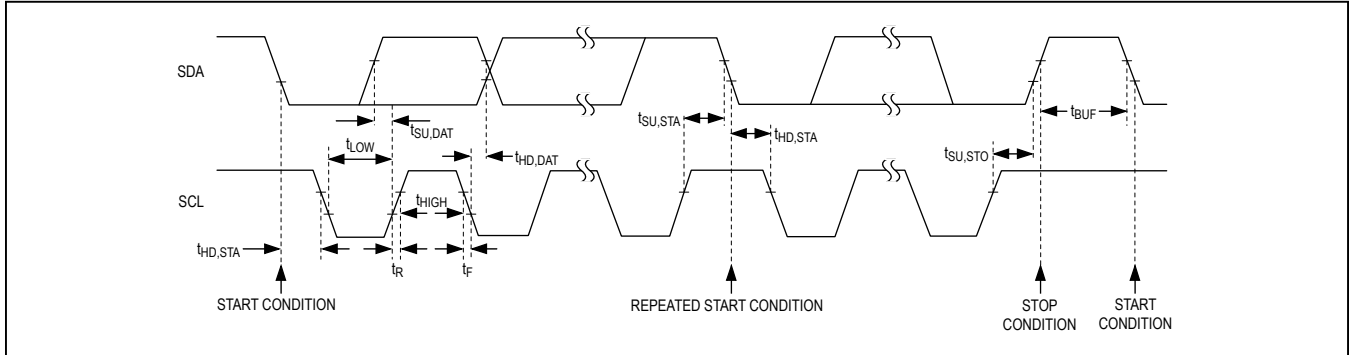 SDA
tSU,DAT
tLOW
tHD,DAT
tSU,STA
tHD,STA
tBUF
tSU,STO
SCL
tHIGH
tHD,STA
tR
tF
START CONDITION
REPEATED START CONDITION
STOP
CONDITION
START
CONDITION